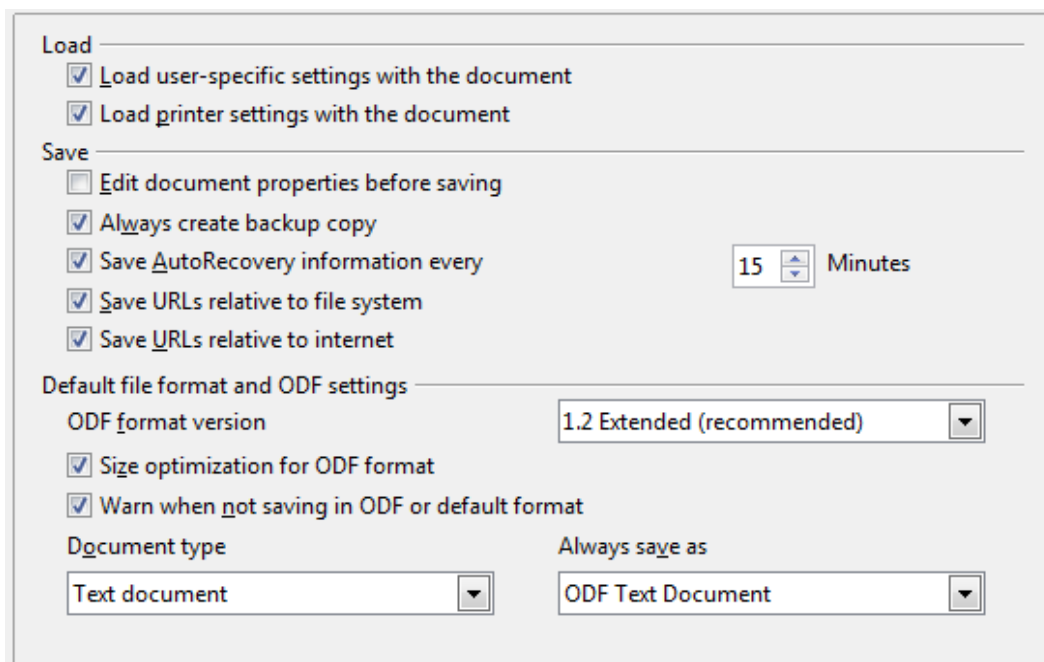 Load
Load user-specific settings with the document
Load printer settings with the document
Save
Edit document properties before saving
Always create backup copy
Save AutoRecovery information every 15 Minutes
Save URLs relative to file system
Save URLs relative to internet
Default file format and ODF settings
ODF format version 1.2 Extended (recommended)
Size optimization for ODF format
Warn when not saving in ODF or default format
Document type Always save as
Text document ODF Text Document